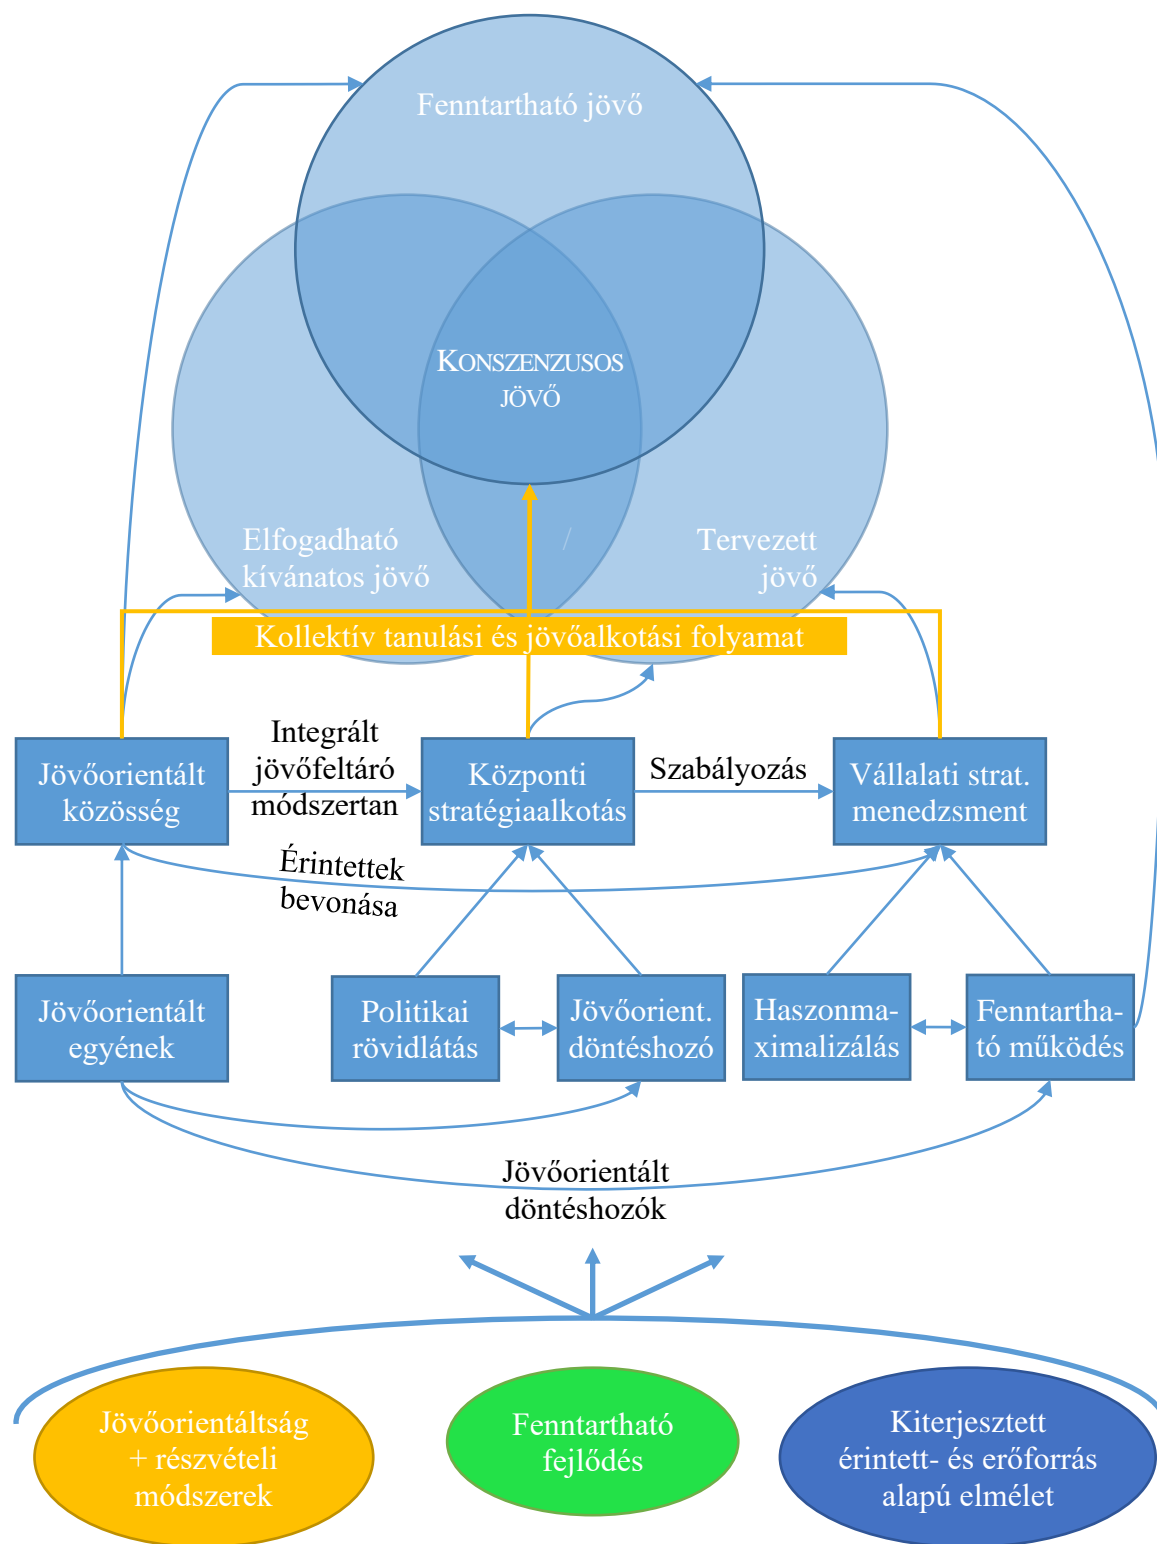 Fenntartható jövő
KONSZENZUSOS
JÖVŐ
Elfogadható /
kívánatos jövő
Tervezett
jövő
Kollektív tanulási és jövőalkotási folyamat
Jövőorientált
közösség
Integrált
jövőfeltáró
módszertan
Központi
stratégiaalkotás
Szabályozás
Vállalati strat.
menedzsment
Érintettek
bevonása
Jövőorientált
egyének
Politikai
rövidlátás
Jövőorient.
döntéshozó
Haszonma-
ximalizálás
Fenntartha-
tó működés
Jövőorientált
döntéshozók
Jövőorientáltság
+ részvételi
módszerek
Fenntartható
fejlődés
Kiterjesztett
érintett- és erőforrás
alapú elmélet